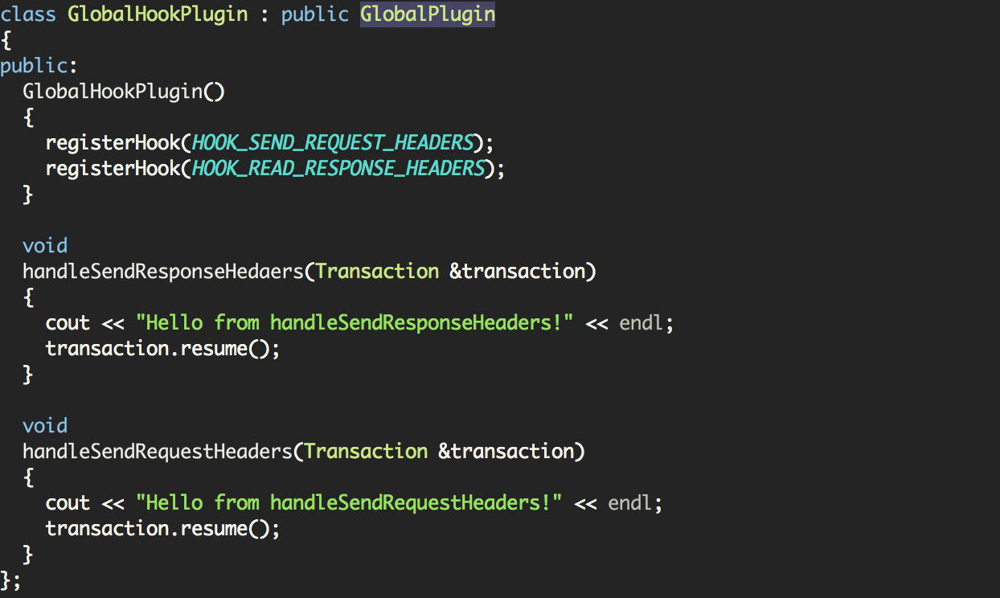 class GlobalHookPlugin : public GlobalPlugin
{
public:
  GlobalHookPlugin()
  {
    registerHook(HOOK_SEND_REQUEST_HEADERS);
    registerHook(HOOK_READ_RESPONSE_HEADERS);
  }

  void
  handleSendResponseHedaers(Transaction &transaction)
  {
    cout << "Hello from handleSendResponseHeaders!" << endl;
    transaction.resume();
  }

  void
  handleSendRequestHeaders(Transaction &transaction)
  {
    cout << "Hello from handleSendRequestHeaders!" << endl;
    transaction.resume();
  }
};